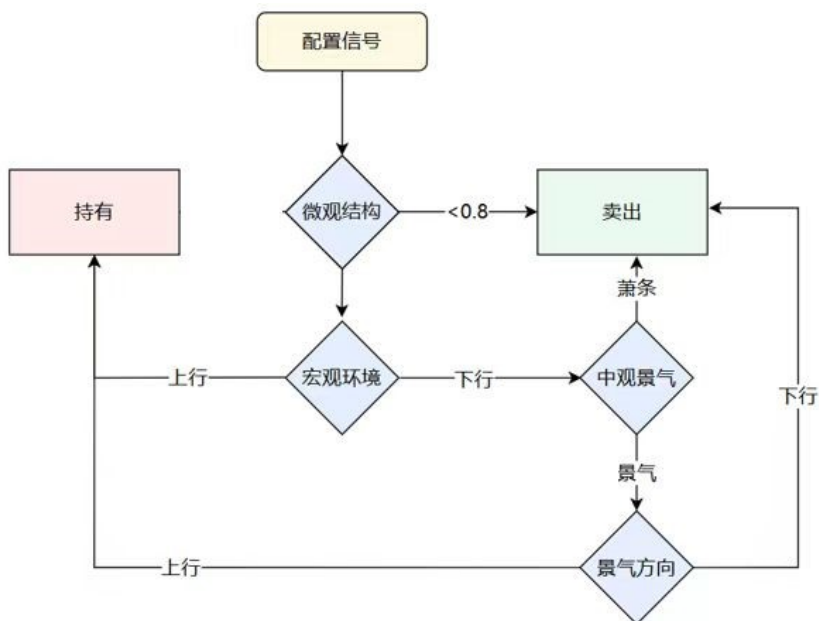 配置信号
持有
微观结构
<0.8
卖出
萧条
上行
宏观环境
下行
中观景气
下行
景气
上行
景气方向